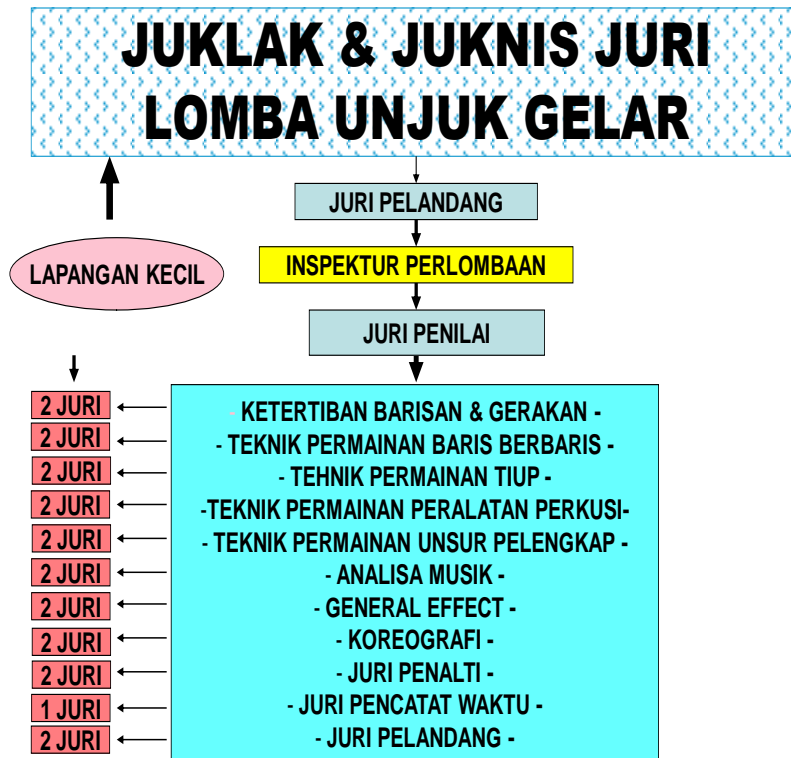 JUKLAK & JUKNIS JURI
LOMBA UNJUK GELAR
JURI PELANDANG
LAPANGAN KECIL
INSPEKTUR PERLOMBAAN
JURI PENILAI
2 JURI
- KETERTIBAN BARISAN & GERAKAN -
2 JURI
- TEKNIK PERMAINAN BARIS BERBARIS -
2 JURI
- TEHNIK PERMAINAN TIUP -
2 JURI
-TEKNIK PERMAINAN PERALATAN PERKUSI-
2 JURI
- TEKNIK PERMAINAN UNSUR PELENGKAP -
2 JURI
- ANALISA MUSIK -
2 JURI
- GENERAL EFFECT -
2 JURI
- KOREOGRAFI -
2 JURI
- JURI PENALTI -
1 JURI
- JURI PENCATAT WAKTU -
2 JURI
- JURI PELANDANG -